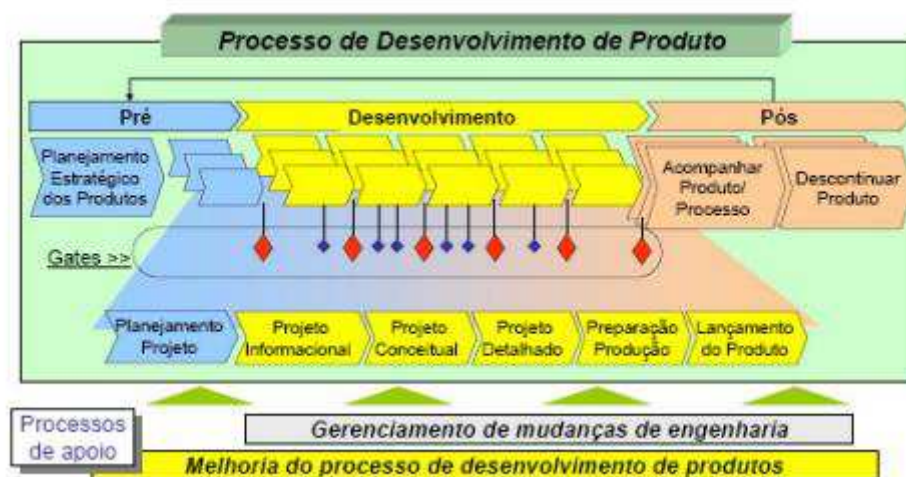 Processo de Desenvolvimento de Produto
Pré
Desenvolvimento
Pós
Planejamento
Estratégico
dos Produtos
Acompanhar
Produto/
Processo
Descontinuar
Produto
Gates >>
Planejamento
Projeto
Projeto
Informacional
Projeto
Conceitual
Projeto
Detalhado
Preparação
Produção
Lançamento
do Produto
Processos
de apoio
Gerenciamento de mudanças de engenharia
Melhoria do processo de desenvolvimento de produtos